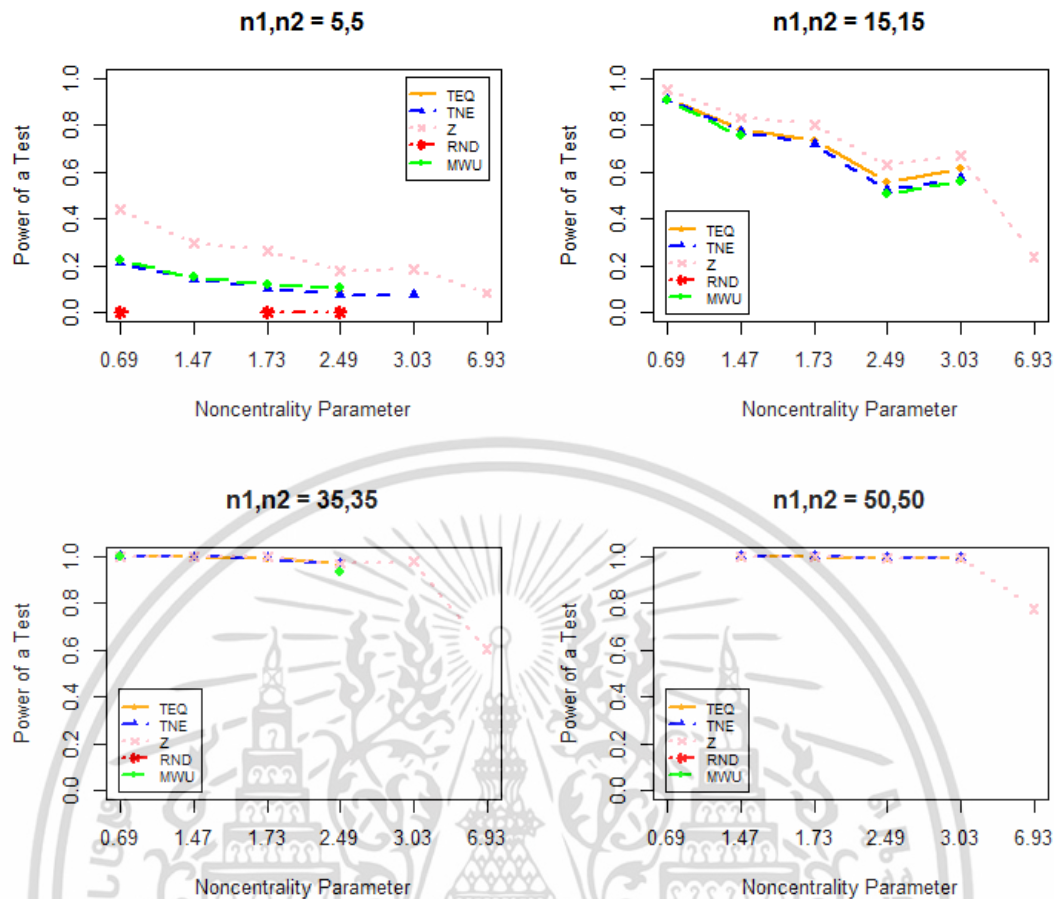 n1,n2 = 5,5
Power of a Test
1.0
0.8
0.6
0.4
0.2
0.0
TEQ
TNE
Z
RND
MWU
0.69 1.47 1.73 2.49 3.03 6.93
Noncentrality Parameter
n1,n2 = 15,15
Power of a Test
1.0
0.8
0.6
0.4
0.2
0.0
TEQ
TNE
Z
RND
MWU
0.69 1.47 1.73 2.49 3.03 6.93
Noncentrality Parameter
n1,n2 = 35,35
Power of a Test
1.0
0.8
0.6
0.4
0.2
0.0
TEQ
TNE
Z
RND
MWU
0.69 1.47 1.73 2.49 3.03 6.93
Noncentrality Parameter
n1,n2 = 50,50
Power of a Test
1.0
0.8
0.6
0.4
0.2
0.0
TEQ
TNE
Z
RND
MWU
0.69 1.47 1.73 2.49 3.03 6.93
Noncentrality Parameter